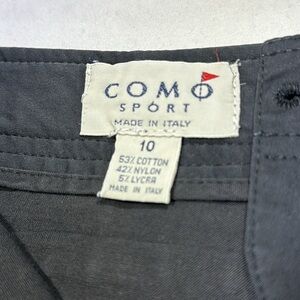 COMO
SPORT
MADE IN ITALY
10
53% COTTON
42% NYLON
5% LYCRA
MADE IN ITALY